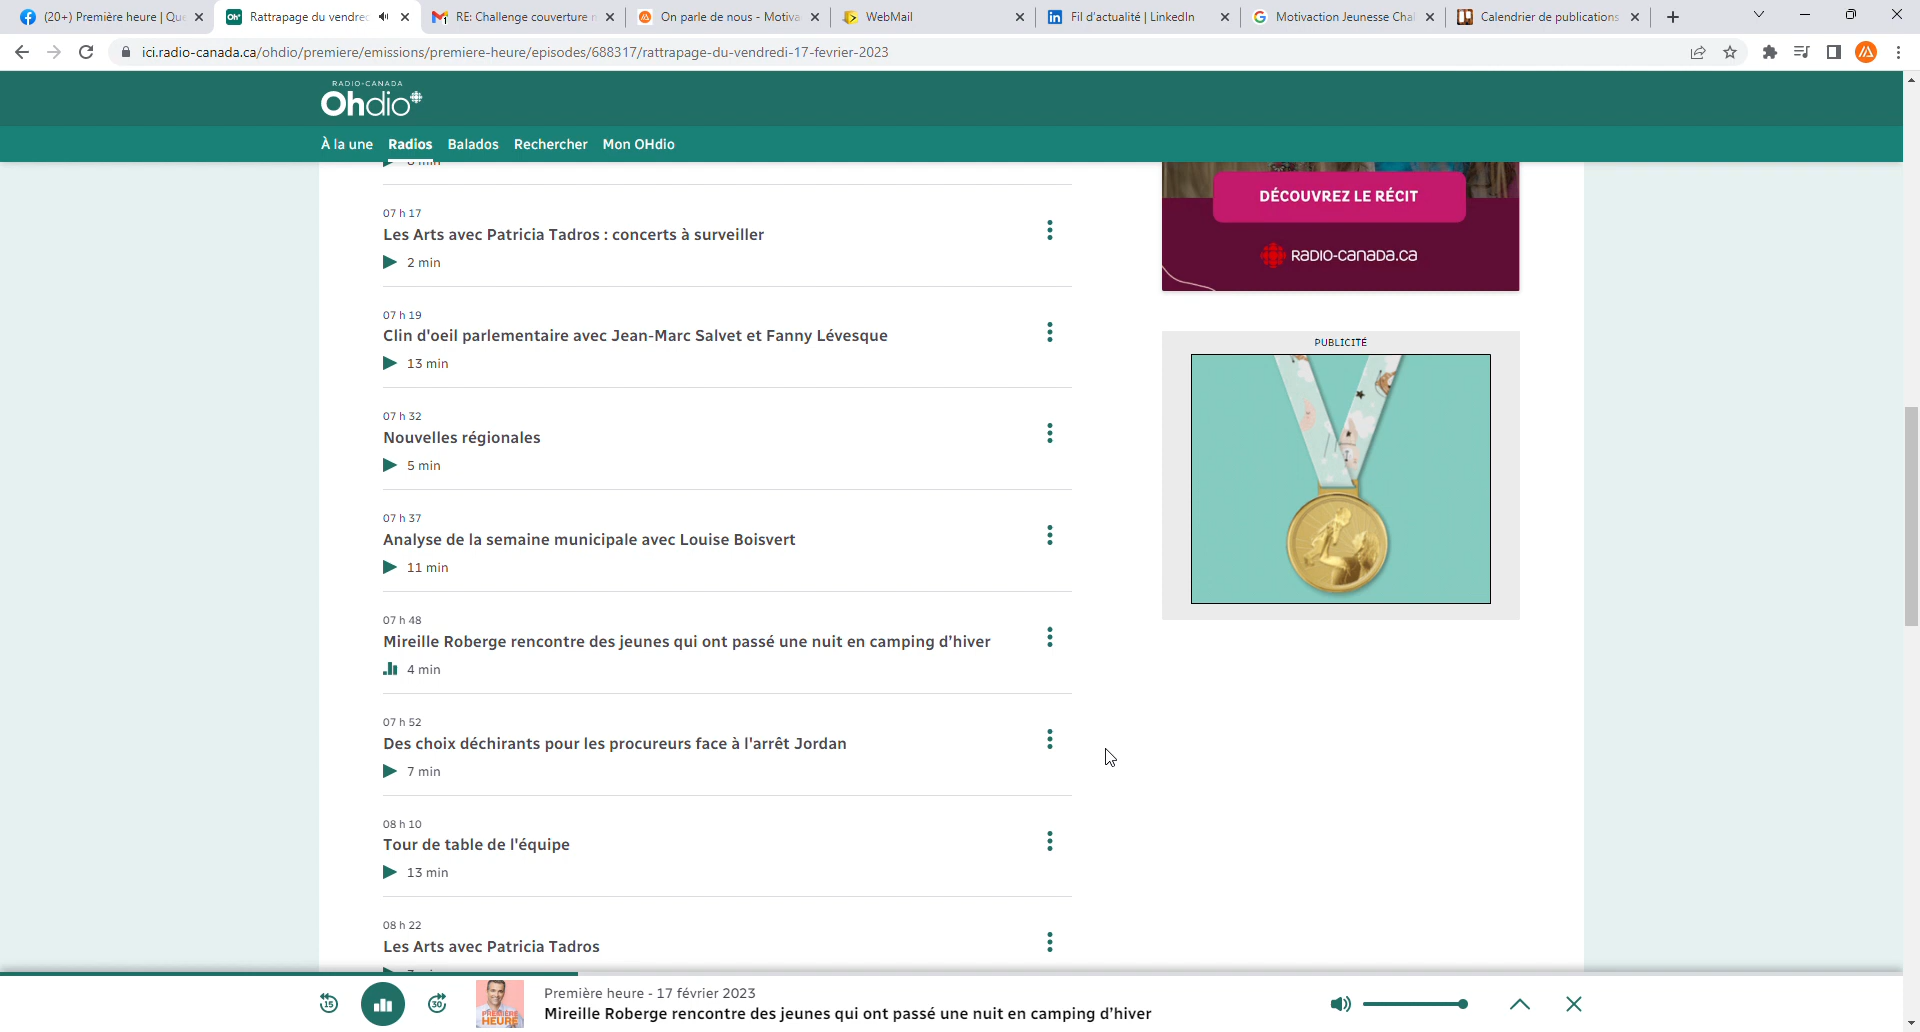 (20+) Première heure | Qu
Rattrapage du vendre
RE: Challenge couverture
On parle de nous - Motiva
WebMail
Fil d'actualité | LinkedIn
Motivaction Jeunesse Cha
Calendrier de publications
ici.radio-canada.ca/ohdio/premiere/emissions/premiere-heure/episodes/688317/rattrapage-du-vendredi-17-fevrier-2023
RADIO-CANADA
Ohdio
À la une Radios Balados Rechercher Mon OHdio
07 h 17
Les Arts avec Patricia Tadros : concerts à surveiller
2 min
07 h 19
Clin d'oeil parlementaire avec Jean-Marc Salvet et Fanny Lévesque
13 min
07 h 32
Nouvelles régionales
5 min
07 h 37
Analyse de la semaine municipale avec Louise Boisvert
11 min
07 h 48
Mireille Roberge rencontre des jeunes qui ont passé une nuit en camping d’hiver
4 min
07 h 52
Des choix déchirants pour les procureurs face à l'arrêt Jordan
7 min
08 h 10
Tour de table de l'équipe
13 min
08 h 22
Les Arts avec Patricia Tadros
DÉCOUVREZ LE RÉCIT
RADIO-CANADA.CA
PUBLICITÉ
15
30
PREMIÈRE
HEURE
Première heure - 17 février 2023
Mireille Roberge rencontre des jeunes qui ont passé une nuit en camping d’hiver